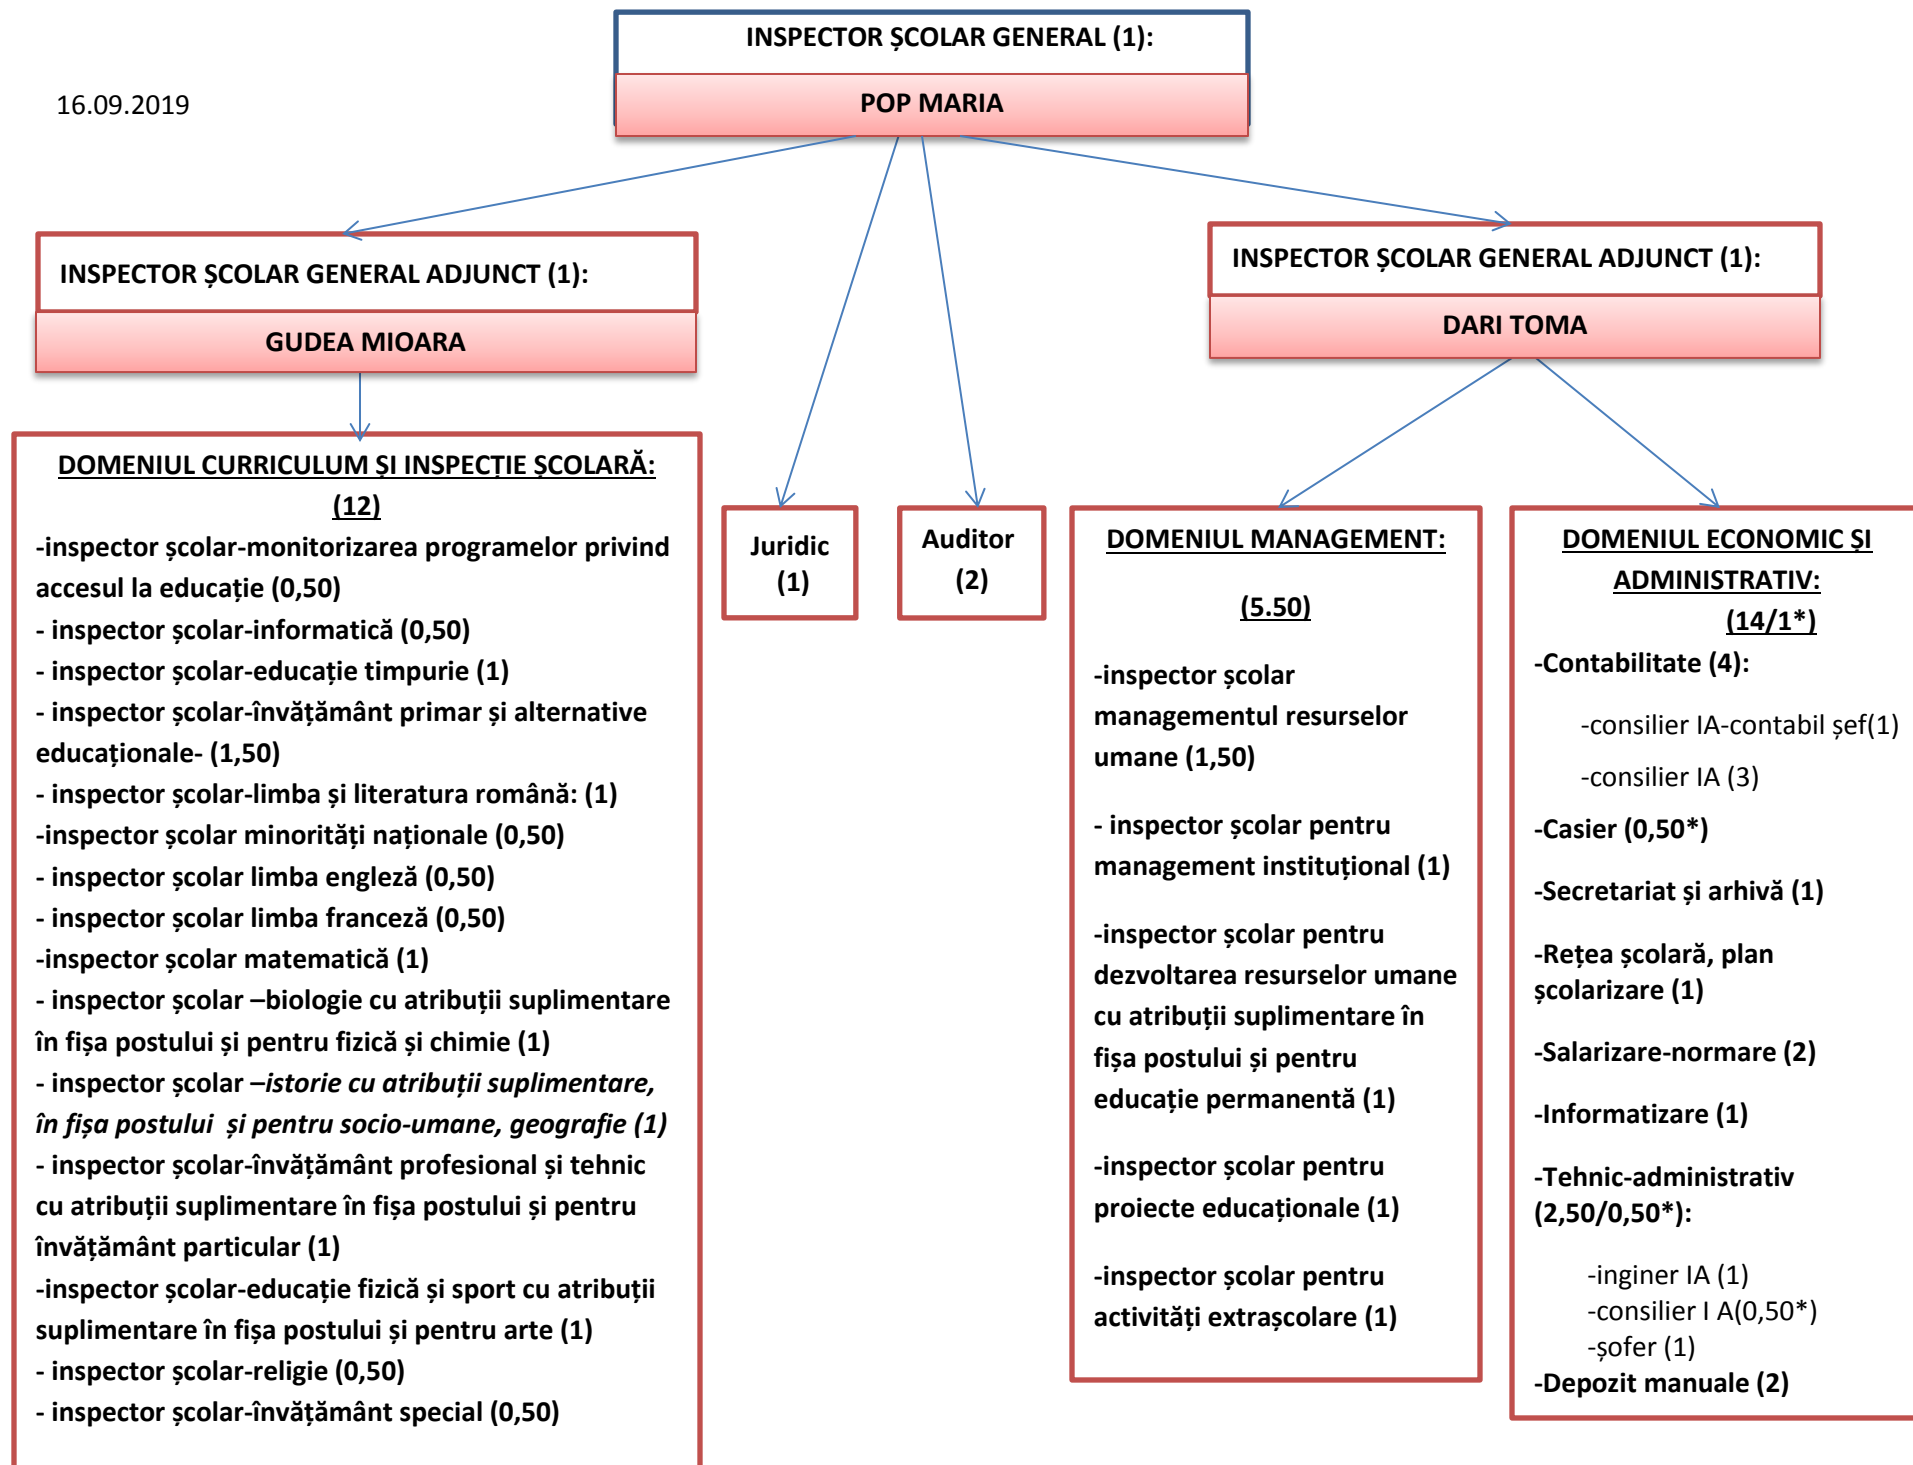 INSPECTOR ȘCOLAR GENERAL (1):
POP MARIA
16.09.2019
INSPECTOR ȘCOLAR GENERAL ADJUNCT (1):
GUDEA MIOARA
INSPECTOR ȘCOLAR GENERAL ADJUNCT (1):
DARI TOMA
DOMENIUL CURRICULUM ȘI INSPECȚIE ȘCOLARĂ:
(12)
-inspector școlar-monitorizarea programelor privind
accesul la educație (0,50)
- inspector școlar-informatică (0,50)
- inspector școlar-educație timpurie (1)
- inspector școlar-învățământ primar și alternative
educaționale- (1,50)
- inspector școlar-limba și literatura română: (1)
-inspector școlar minorități naționale (0,50)
- inspector școlar limba engleză (0,50)
- inspector școlar limba franceză (0,50)
-inspector școlar matematică (1)
- inspector școlar –biologie cu atribuții suplimentare
în fișa postului și pentru fizică și chimie (1)
- inspector școlar –istorie cu atribuții suplimentare,
în fișa postului și pentru socio-umane, geografie (1)
- inspector școlar-învățământ profesional și tehnic
cu atribuții suplimentare în fișa postului și pentru
învățământ particular (1)
-inspector școlar-educație fizică și sport cu atribuții
suplimentare în fișa postului și pentru arte (1)
- inspector școlar-religie (0,50)
- inspector școlar-învățământ special (0,50)
Juridic
(1)
Auditor
(2)
DOMENIUL MANAGEMENT:
(5.50)
-inspector școlar
managementul resurselor
umane (1,50)
- inspector școlar pentru
management instituțional (1)
-inspector școlar pentru
dezvoltarea resurselor umane
cu atribuții suplimentare în
fișa postului și pentru
educație permanentă (1)
-inspector școlar pentru
proiecte educaționale (1)
-inspector școlar pentru
activități extrașcolare (1)
DOMENIUL ECONOMIC ȘI
ADMINISTRATIV:
(14/1*)
-Contabilitate (4):
-consilier IA-contabil șef(1)
-consilier IA (3)
-Casier (0,50*)
-Secretariat și arhivă (1)
-Rețea școlară, plan
școlarizare (1)
-Salarizare-normare (2)
-Informatizare (1)
-Tehnic-administrativ
(2,50/0,50*):
-inginer IA (1)
-consilier I A(0,50*)
-șofer (1)
-Depozit manuale (2)